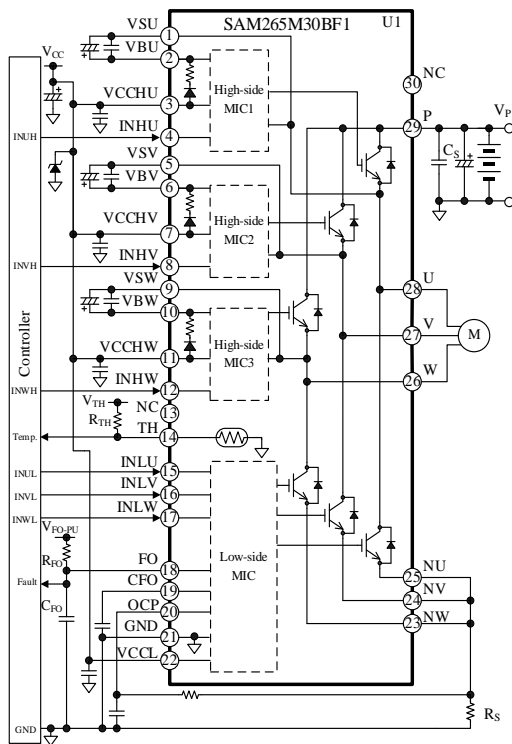 SAM265M30BF1
U1
VSU
1
VBU
2
VCC
VCCHU
3
INUH
INHU
4
High-side
MIC1
NC
30
P
29
VP
CS
VSV
5
VBV
6
VCCHV
7
INVH
INHV
8
High-side
MIC2
VSW
9
VBW
10
VCCHW
11
INWH
INHW
12
High-side
MIC3
U
28
V
27
W
26
M
Controller
VTH
RTH
NC
13
TH
14
Temp.
INUL
INLU
15
INVL
INLV
16
INWL
INLW
17
Low-side
MIC
VFO-PU
RFO
FO
18
Fault
CFO
CFO
19
OCP
20
GND
21
VCCL
22
NU
25
NV
24
NW
23
RS
GND